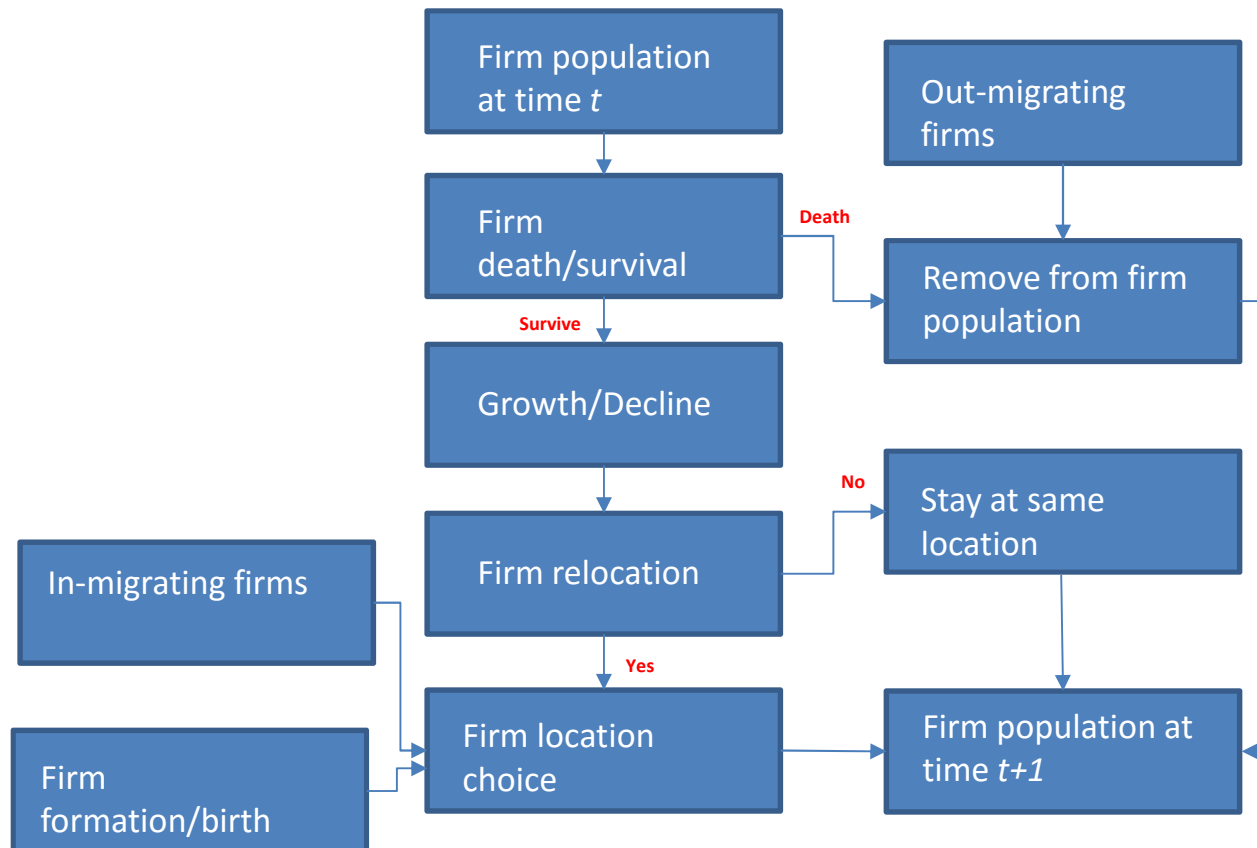 Firm population
at time t
Out-migrating
firms
Firm
death/survival
Death
Remove from firm
population
Survive
Growth/Decline
No
Stay at same
location
Firm relocation
In-migrating firms
Yes
Firm location
choice
Firm population at
time t+1
Firm
formation/birth